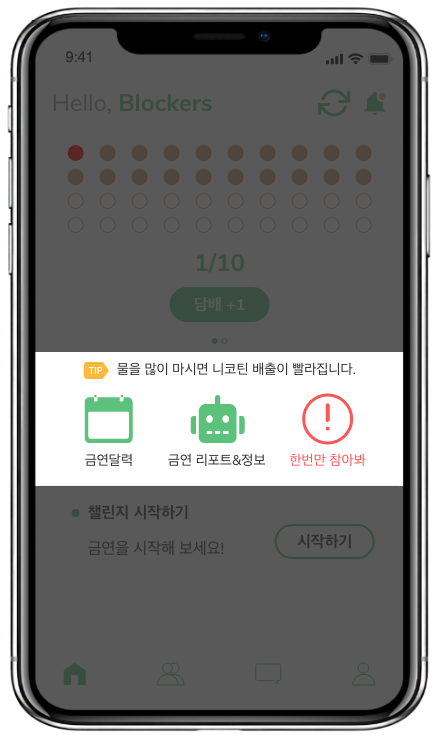 9:41
Hello, Blockers
1/10
담배 +1
TIP 물을 많이 마시면 니코틴 배출이 빨라집니다.
금연달력 금연 리포트&정보 한번만 참아봐
챌린지 시작하기
금연을 시작해 보세요! 시작하기